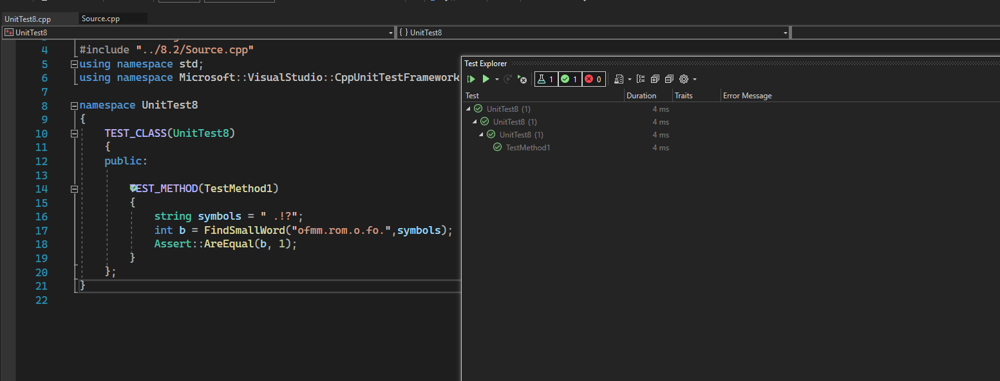 UnitTest8.cpp
Source.cpp
UnitTest8
{ } UnitTest8
4 #include "../8.2/Source.cpp"
5 using namespace std;
6 using namespace Microsoft::VisualStudio::CppUnitTestFramework
7
8 namespace UnitTest8
9 {
10 TEST_CLASS(UnitTest8)
11 {
12 public:
13
14 TEST_METHOD(TestMethod1)
15 {
16 string symbols = " .!?";
17 int b = FindSmallWord("ofmm.rom.o.fo.",symbols);
18 Assert::AreEqual(b, 1);
19 }
20 };
21 }
22
Test Explorer
1 1 0
Test Duration Traits Error Message
UnitTest8 (1) 4 ms
UnitTest8 (1) 4 ms
UnitTest8 (1) 4 ms
TestMethod1 4 ms